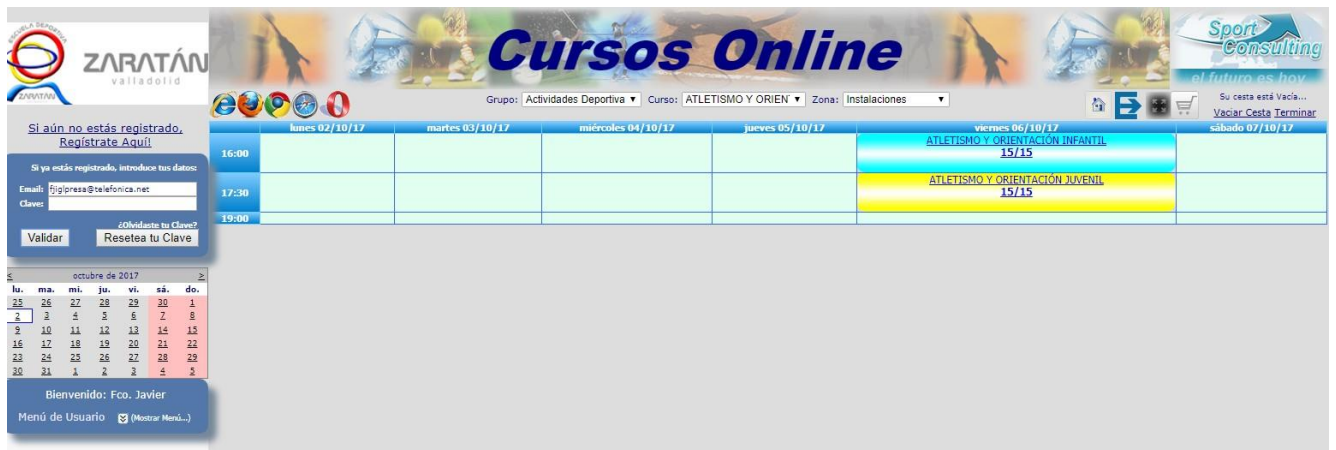 ESCUELA DEPORTIVA
ZARATÁN
ZARATÁN
valladolid
Cursos Online
Sport
Consulting
el futuro es hoy
Grupo: Actividades Deportiva Curso: ATLETISMO Y ORIEN Zona: Instalaciones
Su cesta está Vacía...
Vaciar Cesta Terminar
Si aún no estás registrado,
Regístrate Aquí!
Si ya estás registrado, introduce tus datos:
Email: fjiglpresa@telefonica.net
Clave:
¿Olvidaste tu Clave?
Validar Resetea tu Clave
lunes 02/10/17 martes 03/10/17 miércoles 04/10/17 jueves 05/10/17 viernes 06/10/17 sábado 07/10/17
16:00 ATLETISMO Y ORIENTACIÓN INFANTIL
15/15
17:30 ATLETISMO Y ORIENTACIÓN JUVENIL
15/15
19:00
< octubre de 2017 >
lu. ma. mi. ju. vi. sá. do.
25 26 27 28 29 30 1
2 3 4 5 6 7 8
9 10 11 12 13 14 15
16 17 18 19 20 21 22
23 24 25 26 27 28 29
30 31 1 2 3 4 5
Bienvenido: Fco. Javier
Menú de Usuario (Mostrar Menú...)